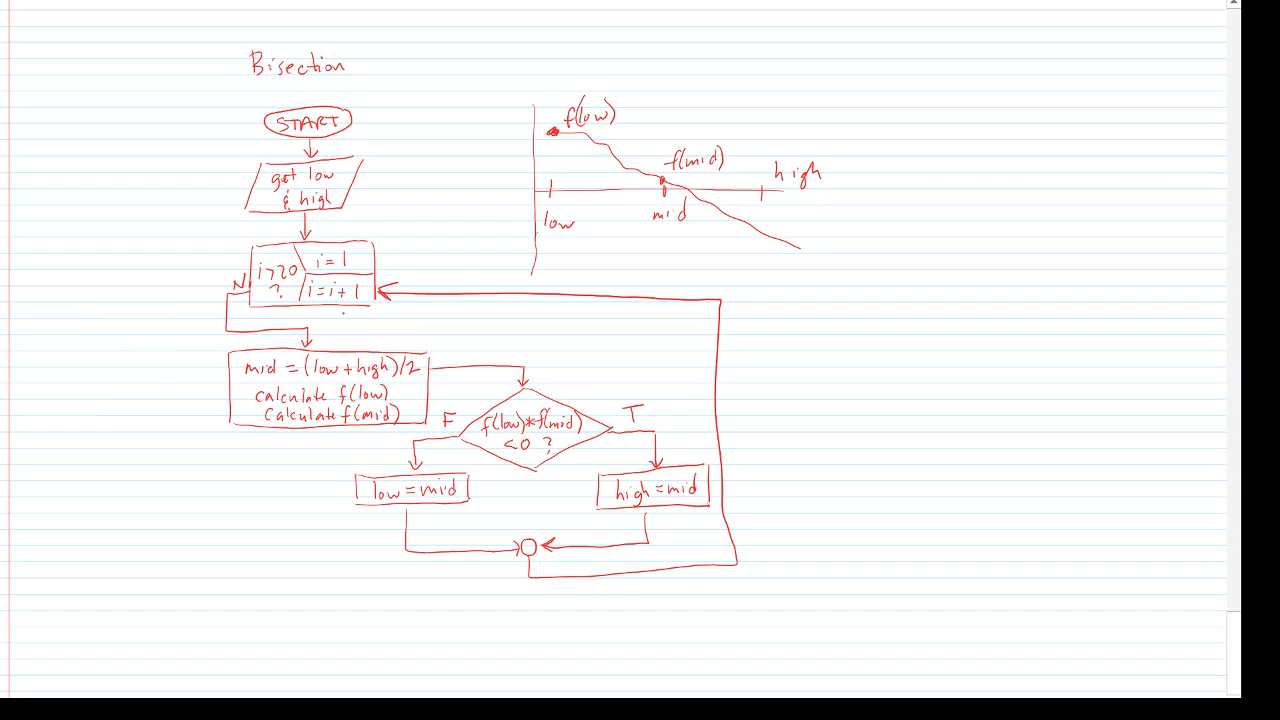 Bisection
START
get low
& high
i>20
?
i=1
i=i+1
N
mid = (low+high)/2
calculate f(low)
calculate f(mid)
f(low)*f(mid)
<0 ?
F
T
low=mid
high=mid
f(low)
f(mid)
high
low
mid